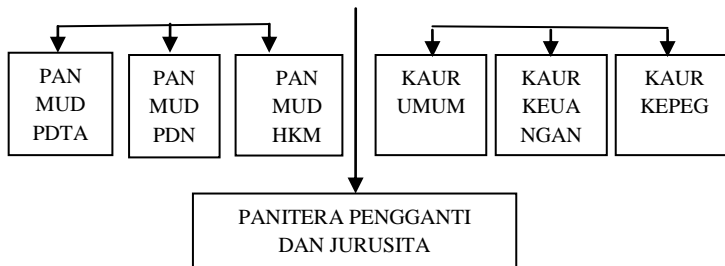 PAN
MUD
PDTA
PAN
MUD
PDN
PAN
MUD
HKM
KAUR
UMUM
KAUR
KEUA
NGAN
KAUR
KEPEG
PANITERA PENGGANTI
DAN JURUSITA